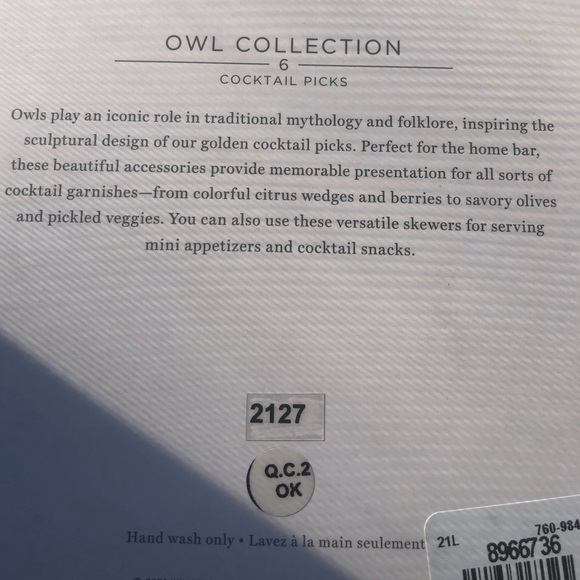 OWL COLLECTION
6
COCKTAIL PICKS
Owls play an iconic role in traditional mythology and folklore, inspiring the
sculptural design of our golden cocktail picks. Perfect for the home bar,
these beautiful accessories provide memorable presentation for all sorts of
cocktail garnishes—from colorful citrus wedges and berries to savory olives
and pickled veggies. You can also use these versatile skewers for serving
mini appetizers and cocktail snacks.
2127
Q.C.2
OK
Hand wash only • Lavez à la main seulement
760-984
21L 8966736